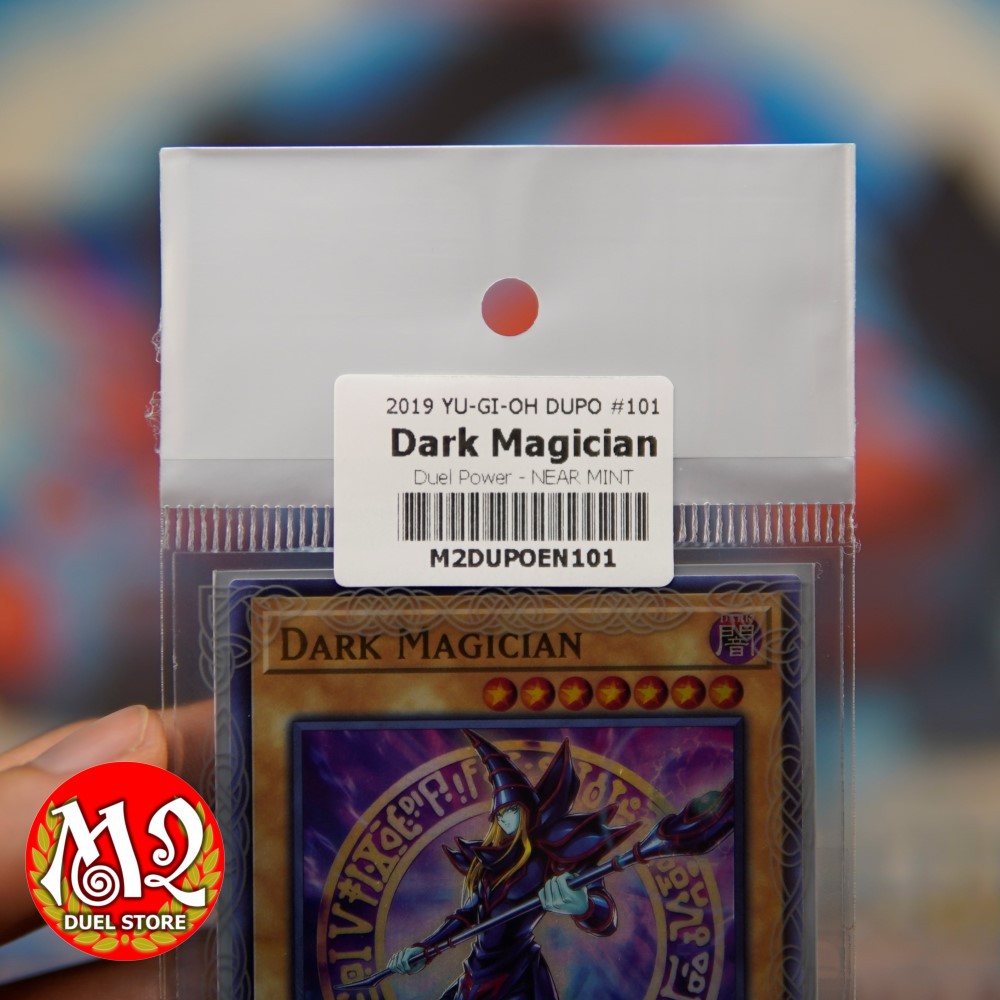 2019 YU-GI-OH DUPO #101
Dark Magician
Duel Power - NEAR MINT
M2DUPOEN101
DARK MAGICIAN
DARK
闇
M2
DUEL STORE